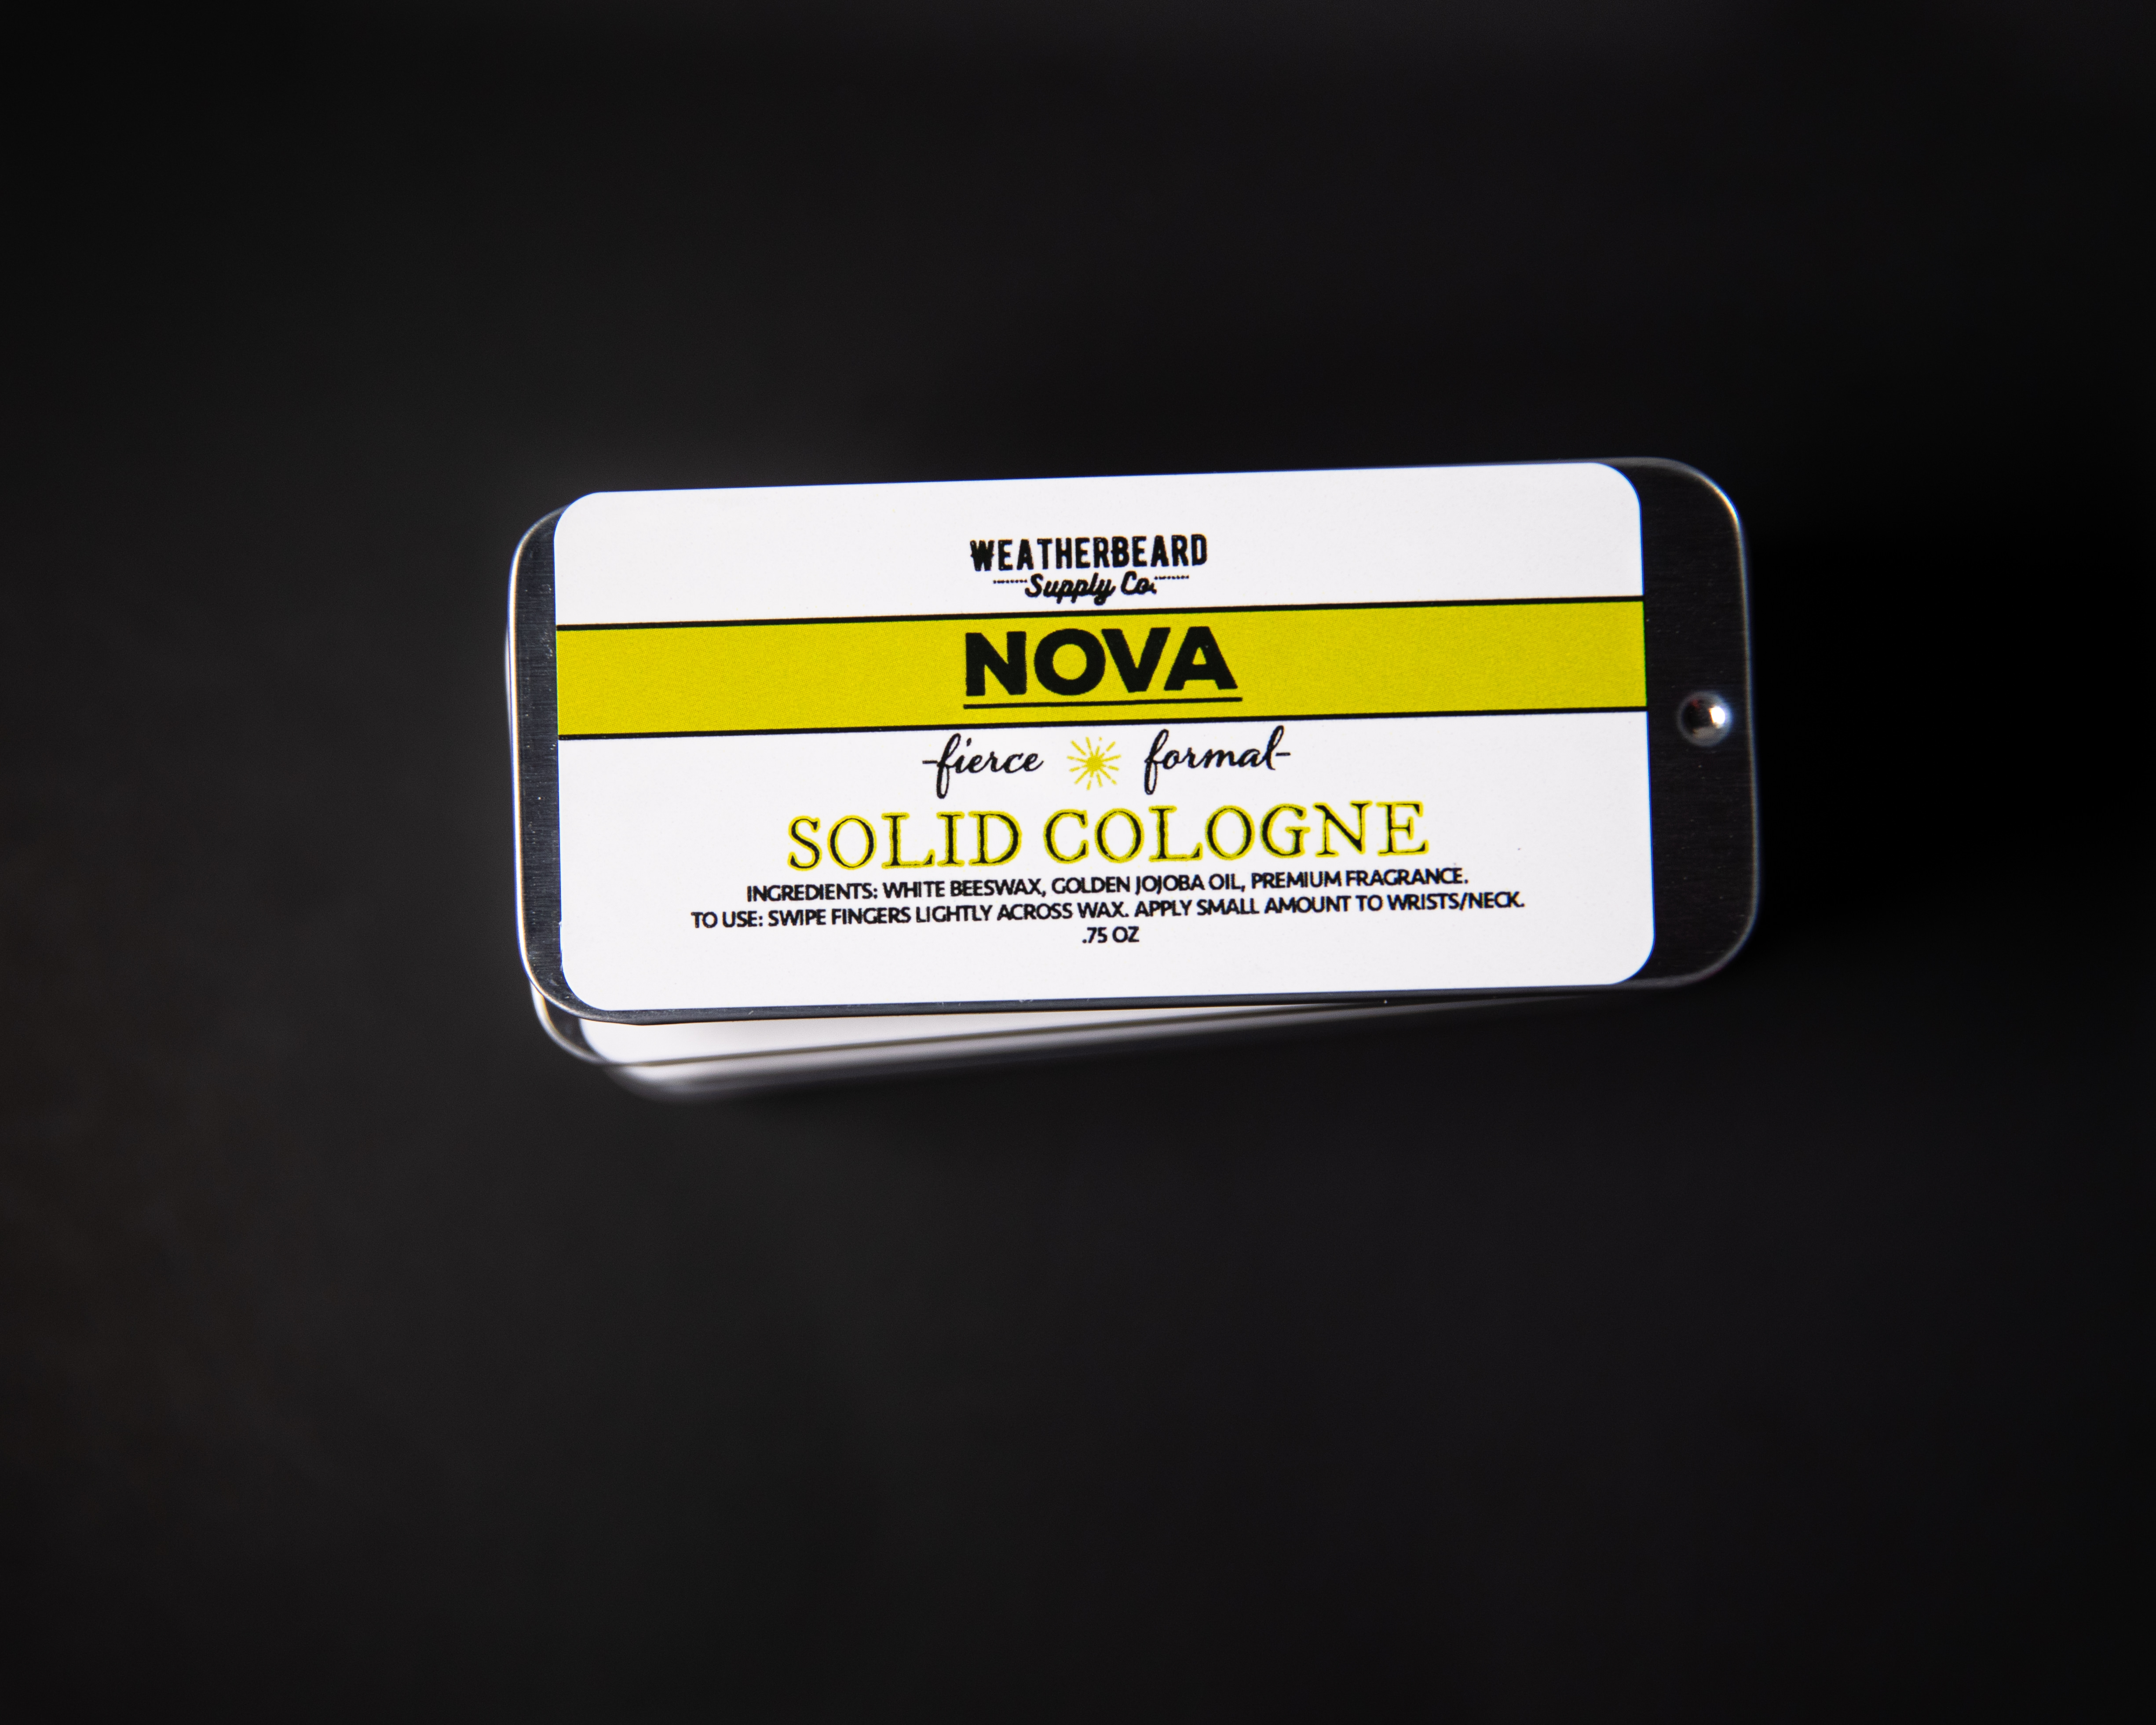 WEATHERBEARD
Supply Co.
NOVA
-fierce formal-
SOLID COLOGNE
INGREDIENTS: WHITE BEESWAX, GOLDEN JOJOBA OIL, PREMIUM FRAGRANCE.
TO USE: SWIPE FINGERS LIGHTLY ACROSS WAX. APPLY SMALL AMOUNT TO WRISTS/NECK.
.75 OZ